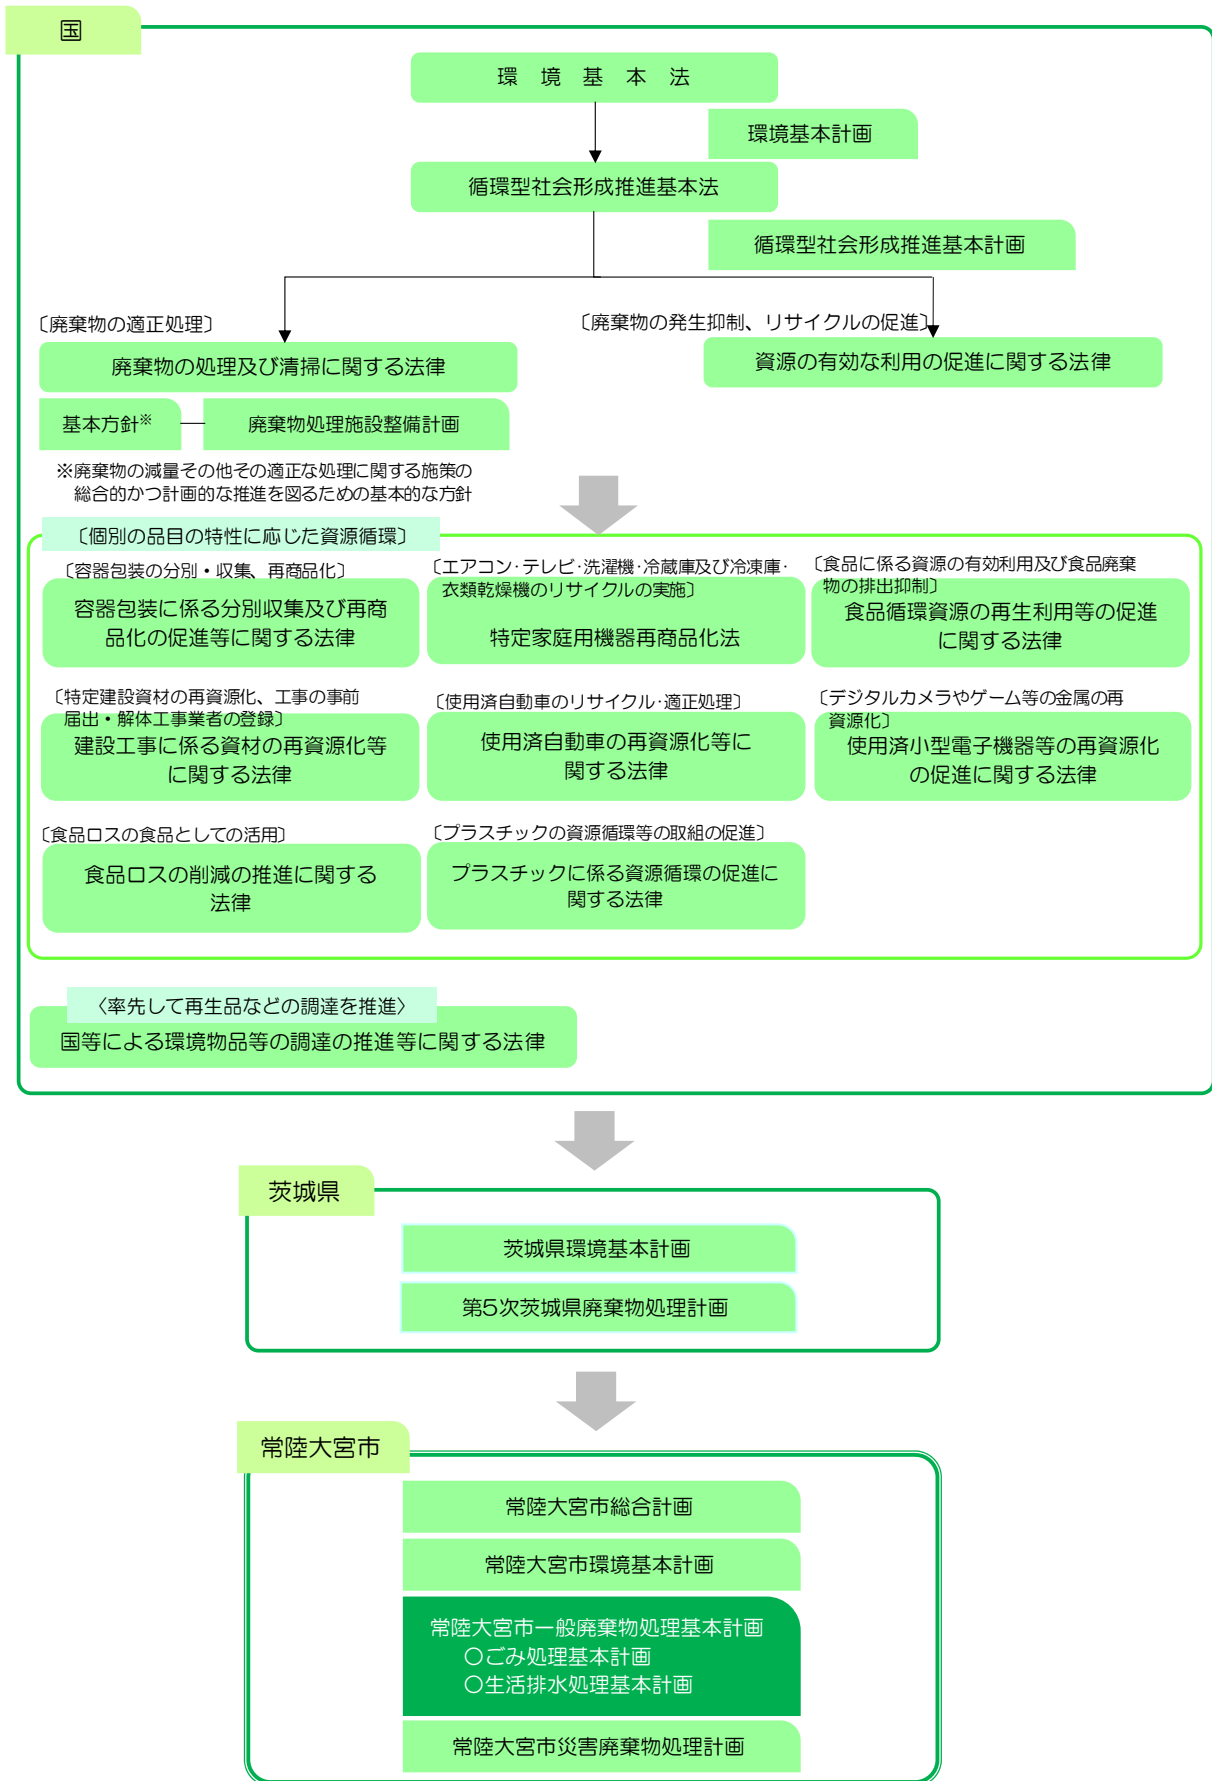 国
環 境 基 本 法
環境基本計画
循環型社会形成推進基本法
循環型社会形成推進基本計画
〔廃棄物の適正処理〕
〔廃棄物の発生抑制、リサイクルの促進〕
廃棄物の処理及び清掃に関する法律
資源の有効な利用の促進に関する法律
基本方針※
廃棄物処理施設整備計画
※廃棄物の減量その他その適正な処理に関する施策の
総合的かつ計画的な推進を図るための基本的な方針
〔個別の品目の特性に応じた資源循環〕
〔容器包装の分別・収集、再商品化〕
容器包装に係る分別収集及び再商
品化の促進等に関する法律
〔エアコン・テレビ・洗濯機・冷蔵庫及び冷凍庫・
衣類乾燥機のリサイクルの実施〕
特定家庭用機器再商品化法
〔食品に係る資源の有効利用及び食品廃棄
物の排出抑制〕
食品循環資源の再生利用等の促進
に関する法律
〔特定建設資材の再資源化、工事の事前
届出・解体工事業者の登録〕
建設工事に係る資材の再資源化等
に関する法律
〔使用済自動車のリサイクル・適正処理〕
使用済自動車の再資源化等に
関する法律
〔デジタルカメラやゲーム等の金属の再
資源化〕
使用済小型電子機器等の再資源化
の促進に関する法律
〔食品ロスの食品としての活用〕
食品ロスの削減の推進に関する
法律
〔プラスチックの資源循環等の取組の促進〕
プラスチックに係る資源循環の促進に
関する法律
〈率先して再生品などの調達を推進〉
国等による環境物品等の調達の推進等に関する法律
茨城県
茨城県環境基本計画
第5次茨城県廃棄物処理計画
常陸大宮市
常陸大宮市総合計画
常陸大宮市環境基本計画
常陸大宮市一般廃棄物処理基本計画
〇ごみ処理基本計画
〇生活排水処理基本計画
常陸大宮市災害廃棄物処理計画